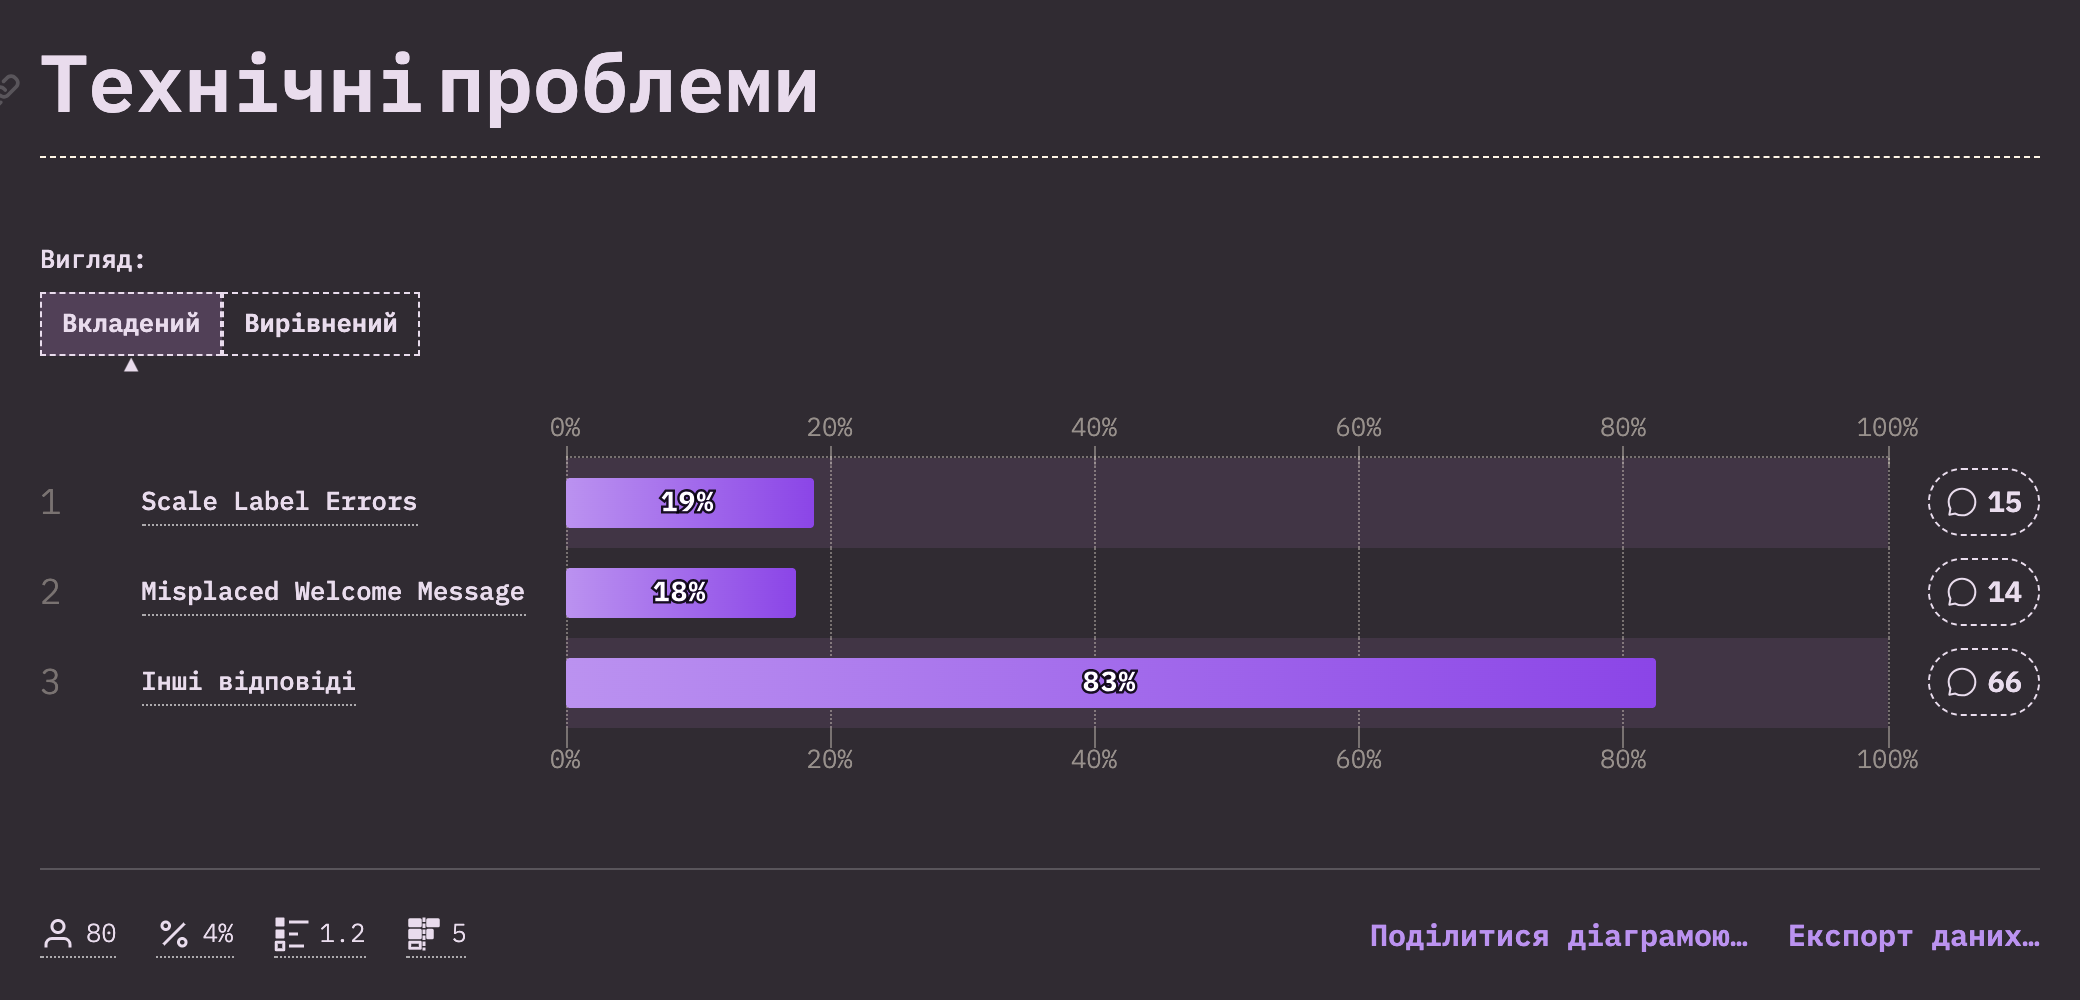 Технічні проблеми
Вигляд:
Вкладений Вирівнений
0% 20% 40% 60% 80% 100%
1 Scale Label Errors 19% 15
2 Misplaced Welcome Message 18% 14
3 Інші відповіді 83% 66
0% 20% 40% 60% 80% 100%
80 4% 1.2 5 Поділитися діаграмою… Експорт даних…